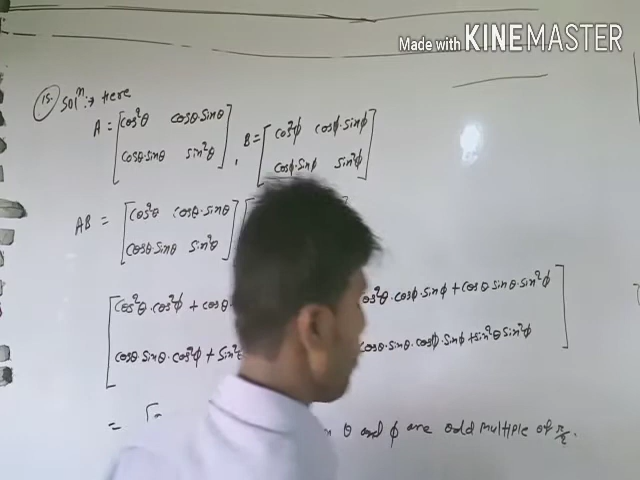 Made with KINEMASTER
15. Solⁿ:→ Here
A = [cos²θ cosθ·sinθ
cosθ·sinθ sin²θ], B = [cos²φ cosφ·sinφ
cosφ·sinφ sin²φ]
AB = [cos²θ cosθ·sinθ
cosθ·sinθ sin²θ] [
[cos²θ·cos²φ + cosθ· os²θ·cosφ·sinφ + cosθ sinθ·sin²φ
cosθ sinθ·cos²φ + sin²θ cosθ·sinθ·cosφ·sinφ + sin²θ sin²φ]
= [ θ and φ are odd multiple of π/2.